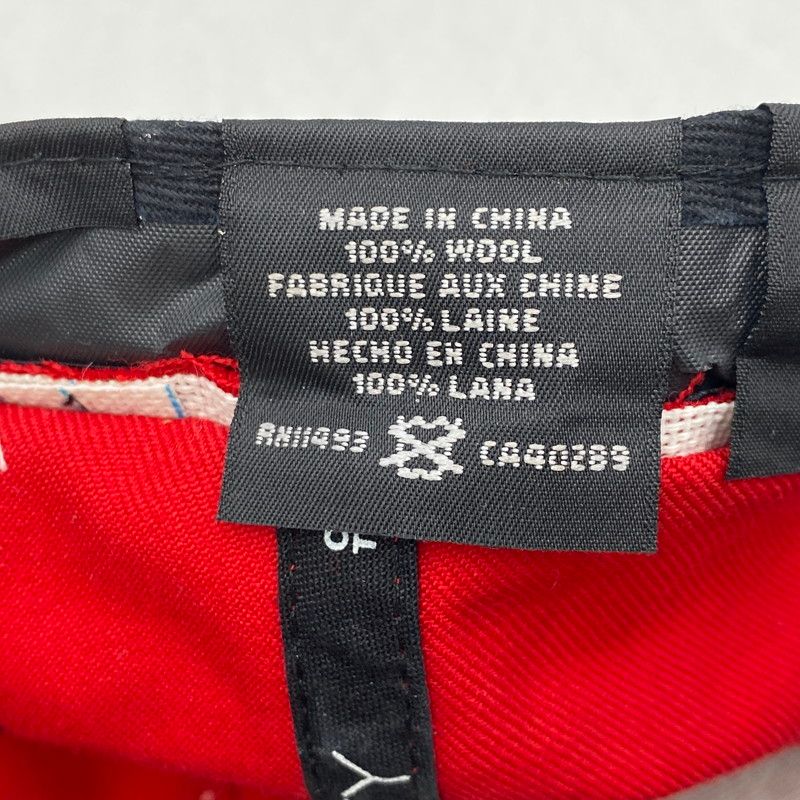 MADE IN CHINA
100% WOOL
FABRIQUE AUX CHINE
100% LAINE
HECHO EN CHINA
100% LANA
RN11493 CA40289